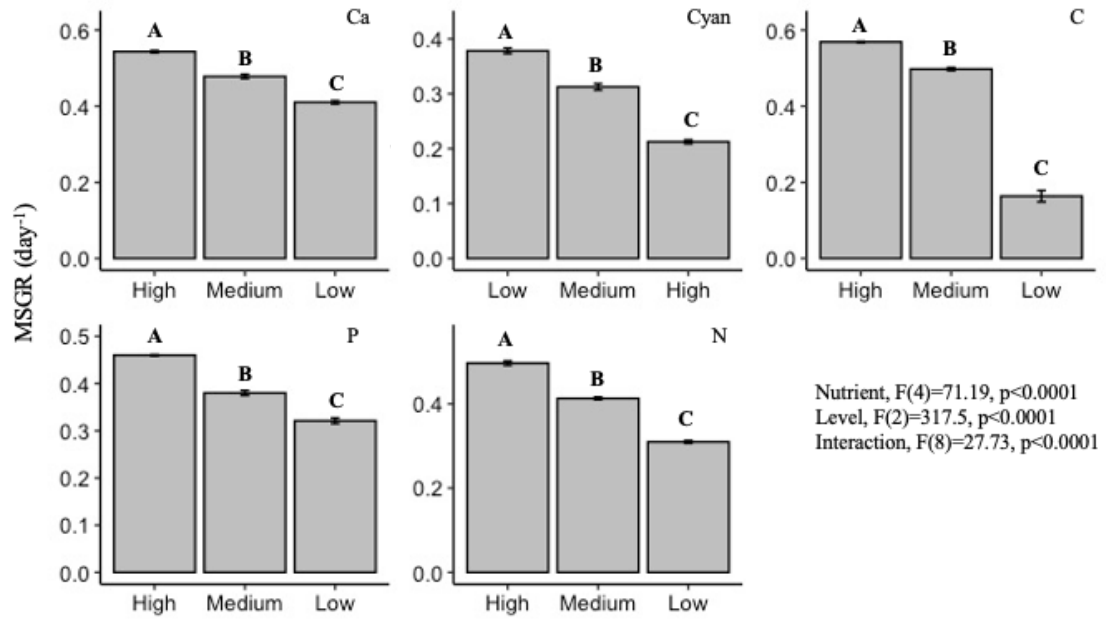 MSGR (day⁻¹)
Ca
0.6
0.4
0.2
0.0
A
B
C
High Medium Low
Cyan
0.4
0.3
0.2
0.1
0.0
A
B
C
Low Medium High
C
0.6
0.4
0.2
0.0
A
B
C
High Medium Low
P
0.5
0.4
0.3
0.2
0.1
0.0
A
B
C
High Medium Low
N
0.4
0.2
0.0
A
B
C
High Medium Low
Nutrient, F(4)=71.19, p<0.0001
Level, F(2)=317.5, p<0.0001
Interaction, F(8)=27.73, p<0.0001